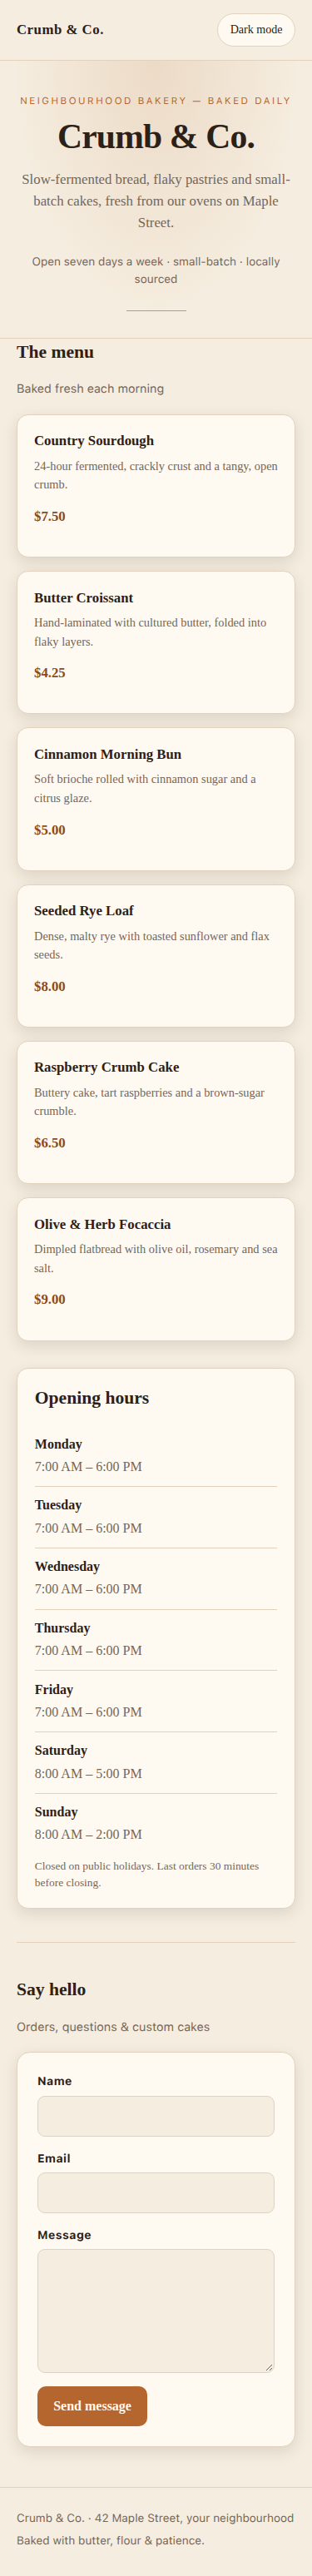 Crumb & Co.
Dark mode
NEIGHBOURHOOD BAKERY — BAKED DAILY
Crumb & Co.
Slow-fermented bread, flaky pastries and small-
batch cakes, fresh from our ovens on Maple
Street.
Open seven days a week · small-batch · locally
sourced
The menu
Baked fresh each morning
Country Sourdough
24-hour fermented, crackly crust and a tangy, open
crumb.
$7.50
Butter Croissant
Hand-laminated with cultured butter, folded into
flaky layers.
$4.25
Cinnamon Morning Bun
Soft brioche rolled with cinnamon sugar and a
citrus glaze.
$5.00
Seeded Rye Loaf
Dense, malty rye with toasted sunflower and flax
seeds.
$8.00
Raspberry Crumb Cake
Buttery cake, tart raspberries and a brown-sugar
crumble.
$6.50
Olive & Herb Focaccia
Dimpled flatbread with olive oil, rosemary and sea
salt.
$9.00
Opening hours
Monday
7:00 AM – 6:00 PM
Tuesday
7:00 AM – 6:00 PM
Wednesday
7:00 AM – 6:00 PM
Thursday
7:00 AM – 6:00 PM
Friday
7:00 AM – 6:00 PM
Saturday
8:00 AM – 5:00 PM
Sunday
8:00 AM – 2:00 PM
Closed on public holidays. Last orders 30 minutes
before closing.
Say hello
Orders, questions & custom cakes
Name
Email
Message
Send message
Crumb & Co. · 42 Maple Street, your neighbourhood
Baked with butter, flour & patience.